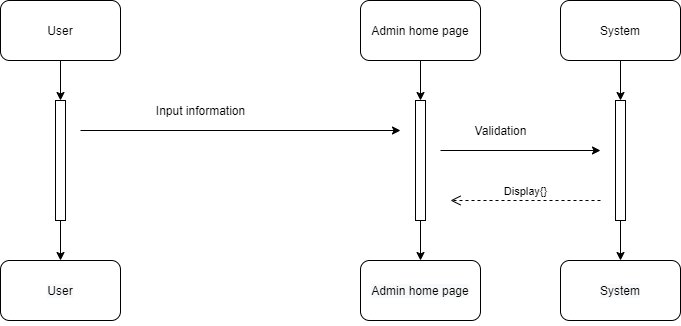 User
Admin home page
System
Input information
Validation
Display{}
User
Admin home page
System